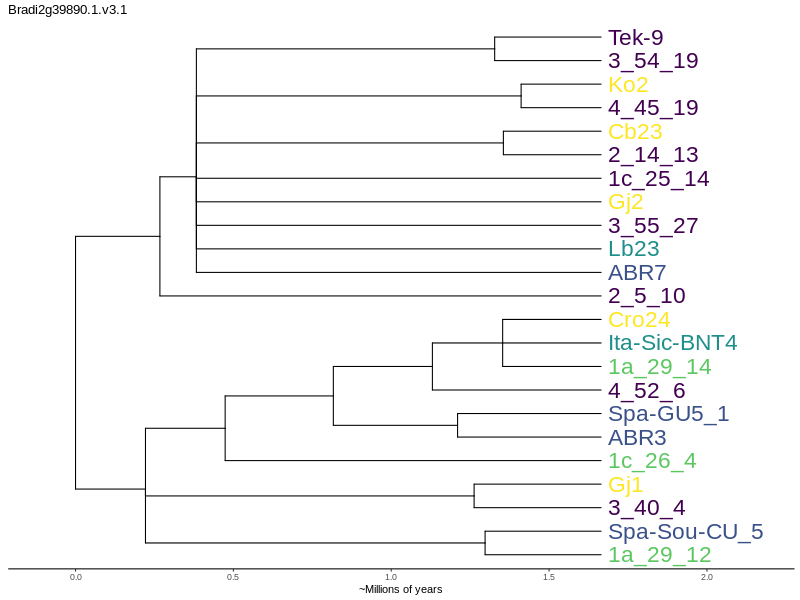 Bradi2g39890.1.v3.1
Tek-9
3_54_19
Ko2
4_45_19
Cb23
2_14_13
1c_25_14
Gj2
3_55_27
Lb23
ABR7
2_5_10
Cro24
Ita-Sic-BNT4
1a_29_14
4_52_6
Spa-GU5_1
ABR3
1c_26_4
Gj1
3_40_4
Spa-Sou-CU_5
1a_29_12
0.0 0.5 1.0 1.5 2.0
~Millions of years